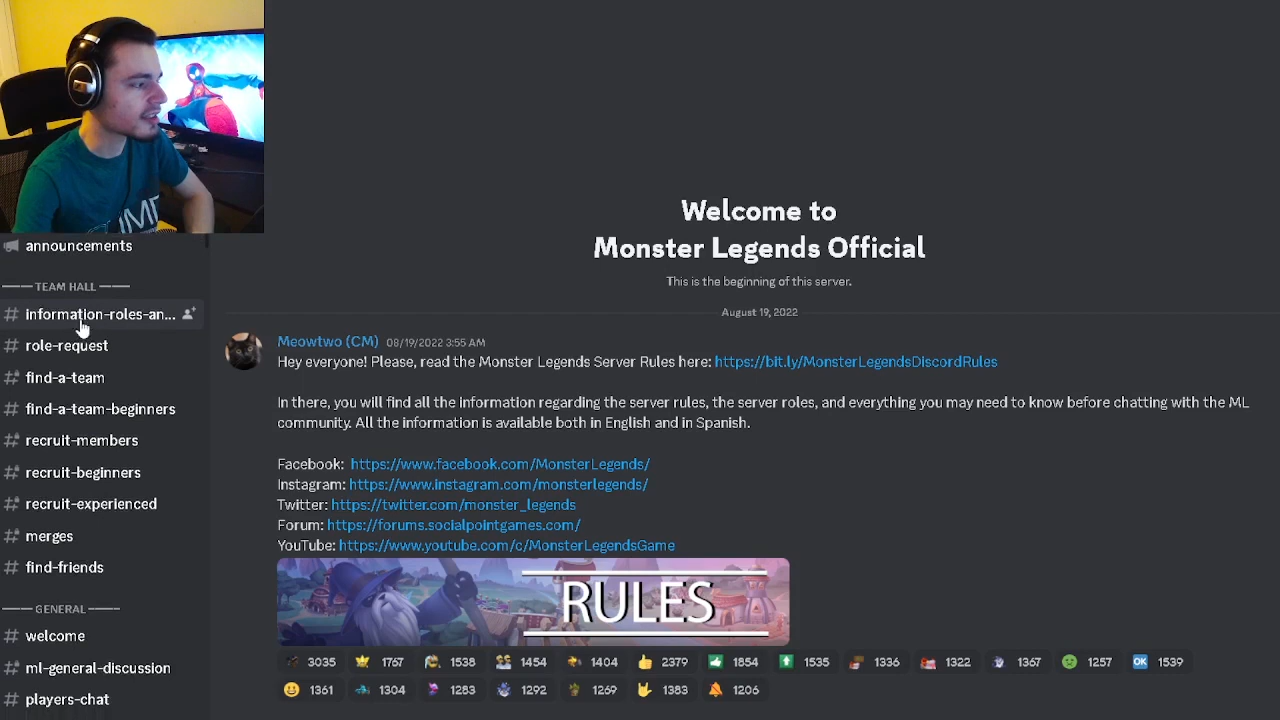 announcements
TEAM HALL
information-roles-an...
role-request
find-a-team
find-a-team-beginners
recruit-members
recruit-beginners
recruit-experienced
merges
find-friends
GENERAL
welcome
ml-general-discussion
players-chat
Welcome to
Monster Legends Official
This is the beginning of this server.
August 19, 2022
Meowtwo (CM) 08/19/2022 3:55 AM
Hey everyone! Please, read the Monster Legends Server Rules here: https://bit.ly/MonsterLegendsDiscordRules
In there, you will find all the information regarding the server rules, the server roles, and everything you may need to know before chatting with the ML
community. All the information is available both in English and in Spanish.
Facebook: https://www.facebook.com/MonsterLegends/
Instagram: https://www.instagram.com/monsterlegends/
Twitter: https://twitter.com/monster_legends
Forum: https://forums.socialpointgames.com/
YouTube: https://www.youtube.com/c/MonsterLegendsGame
RULES
3035 1767 1538 1454 1404 2379 1854 1535 1336 1322 1367 1257 OK 1539
1361 1304 1283 1292 1269 1383 1206